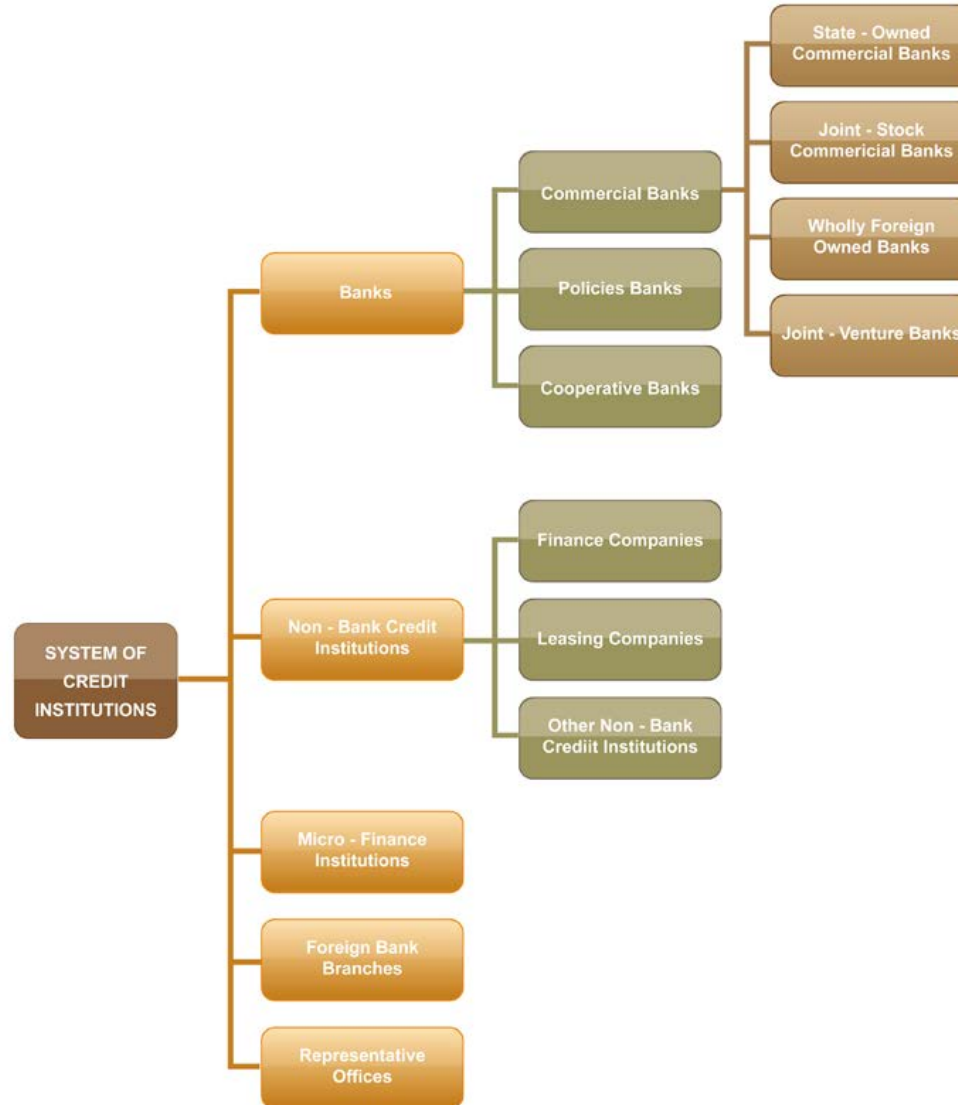 State - Owned
Commercial Banks
Joint - Stock
Commericial Banks
Commercial Banks
Wholly Foreign
Owned Banks
Banks
Policies Banks
Joint - Venture Banks
Cooperative Banks
Finance Companies
Non - Bank Credit
Institutions
Leasing Companies
SYSTEM OF
CREDIT
INSTITUTIONS
Other Non - Bank
Crediit Institutions
Micro - Finance
Institutions
Foreign Bank
Branches
Representative
Offices